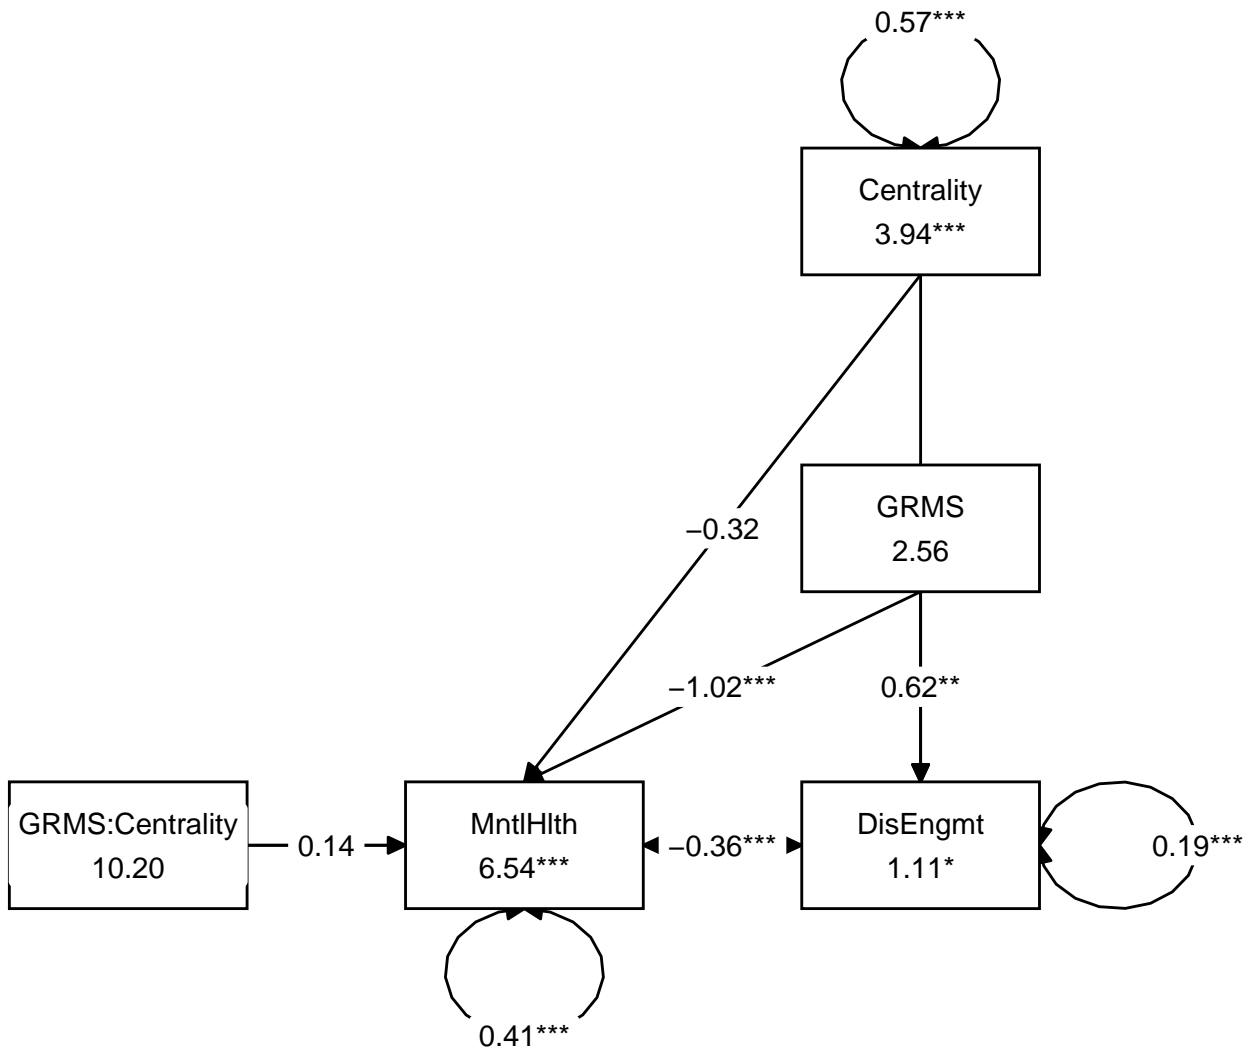 0.57***
Centrality
3.94***
GRMS
2.56
−0.32
−1.02***
0.62**
GRMS:Centrality
10.20
0.14
MntlHlth
6.54***
−0.36***
DisEngmt
1.11*
0.19***
0.41***